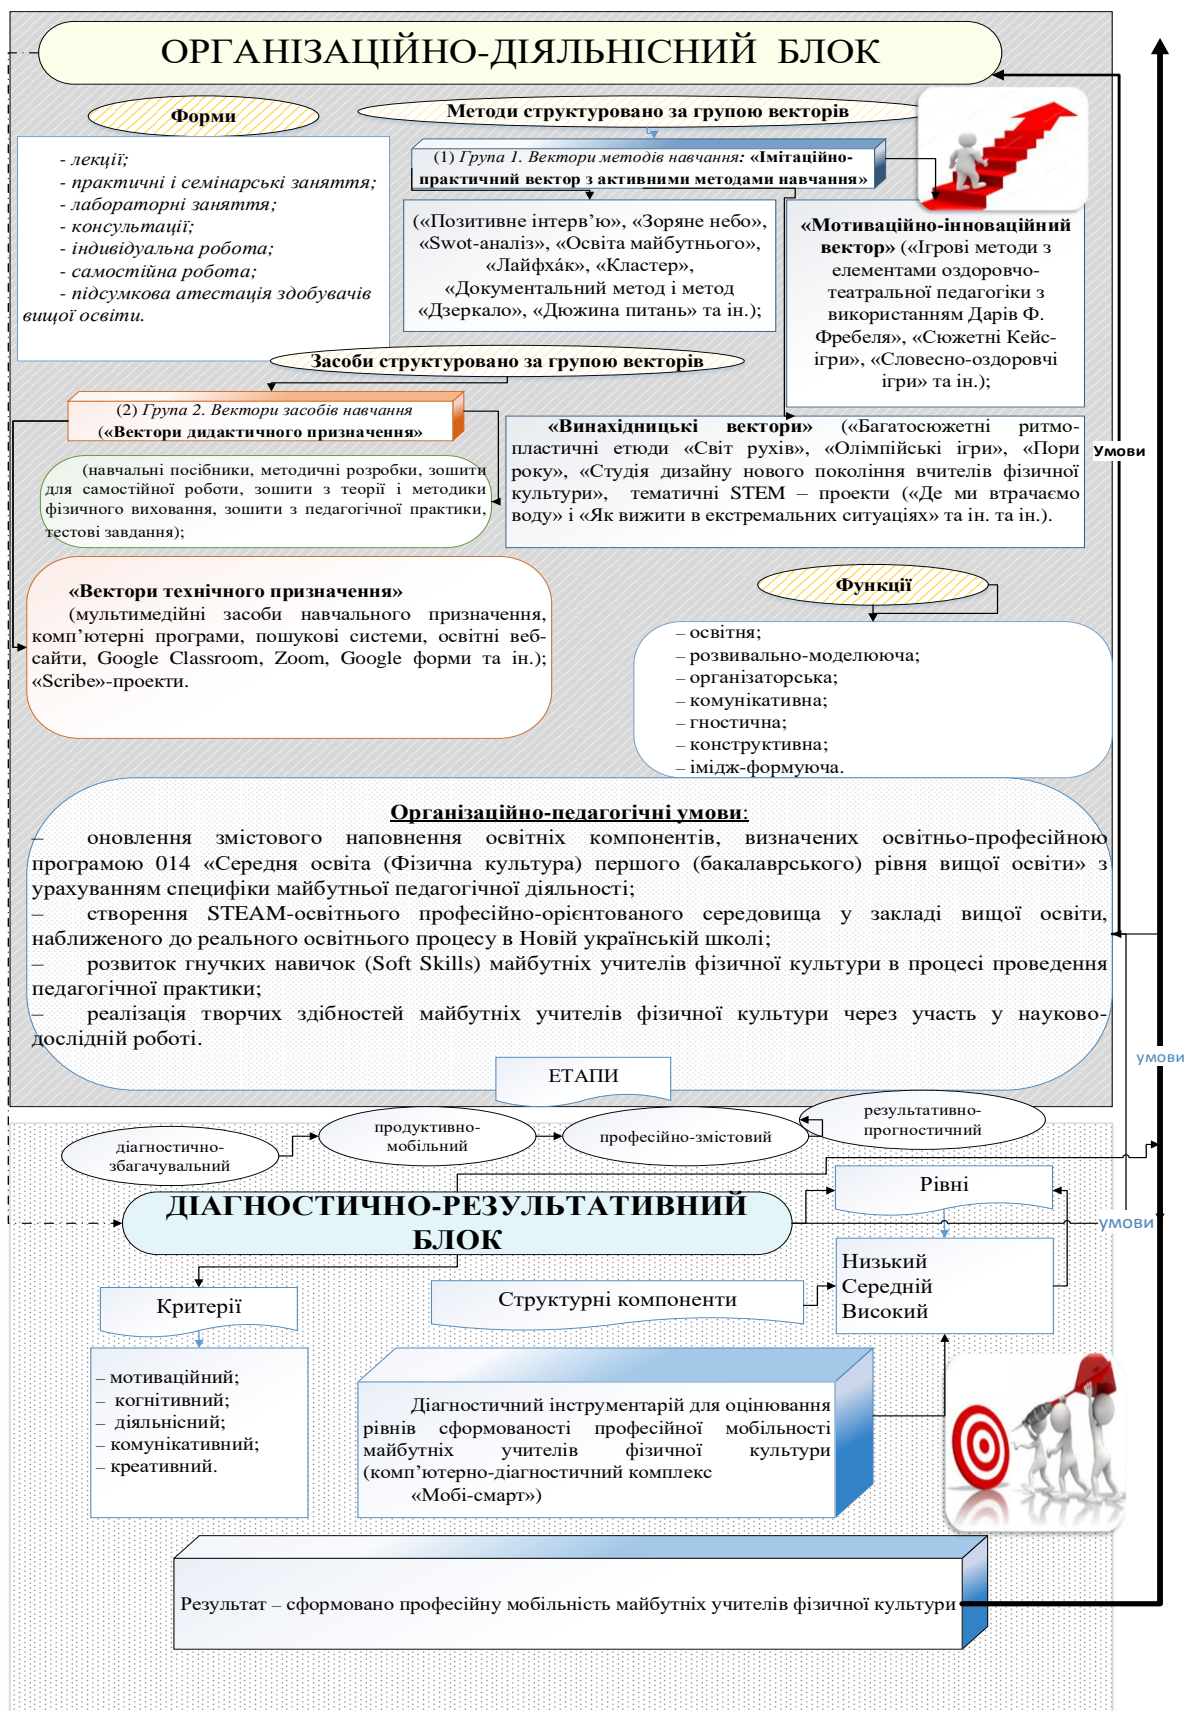 ОРГАНІЗАЦІЙНО-ДІЯЛЬНІСНИЙ БЛОК
Форми
- лекції;
- практичні і семінарські заняття;
- лабораторні заняття;
- консультації;
- індивідуальна робота;
- самостійна робота;
- підсумкова атестація здобувачів
вищої освіти.
Методи структуровано за групою векторів
(1) Група 1. Вектори методів навчання: «Імітаційно-
практичний вектор з активними методами навчання»
(«Позитивне інтерв’ю», «Зоряне небо»,
«Swot-аналіз», «Освіта майбутнього»,
«Лайфха́к», «Кластер»,
«Документальний метод і метод
«Дзеркало», «Дюжина питань» та ін.);
«Мотиваційно-інноваційний
вектор» («Ігрові методи з
елементами оздоровчо-
театральної педагогіки з
використанням Дарів Ф.
Фребеля», «Сюжетні Кейс-
ігри», «Словесно-оздоровчі
ігри» та ін.);
Засоби структуровано за групою векторів
(2) Група 2. Вектори засобів навчання
(«Вектори дидактичного призначення»
(навчальні посібники, методичні розробки, зошити
для самостійної роботи, зошити з теорії і методики
фізичного виховання, зошити з педагогічної практики,
тестові завдання);
«Винахідницькі вектори» («Багатосюжетні ритмо-
пластичні етюди «Світ рухів», «Олімпійські ігри», «Пори
року», «Студія дизайну нового покоління вчителів фізичної
культури», тематичні STEM – проекти («Де ми втрачаємо
воду» і «Як вижити в екстремальних ситуаціях» та ін. та ін.).
Умови
«Вектори технічного призначення»
(мультимедійні засоби навчального призначення,
комп’ютерні програми, пошукові системи, освітні веб-
сайти, Google Classroom, Zoom, Google форми та ін.);
«Scribe»-проекти.
Функції
– освітня;
– розвивально-моделююча;
– організаторська;
– комунікативна;
– гностична;
– конструктивна;
– імідж-формуюча.
Організаційно-педагогічні умови:
– оновлення змістового наповнення освітніх компонентів, визначених освітньо-професійною
програмою 014 «Середня освіта (Фізична культура) першого (бакалаврського) рівня вищої освіти» з
урахуванням специфіки майбутньої педагогічної діяльності;
– створення STEAM-освітнього професійно-орієнтованого середовища у закладі вищої освіти,
наближеного до реального освітнього процесу в Новій українській школі;
– розвиток гнучких навичок (Soft Skills) майбутніх учителів фізичної культури в процесі проведення
педагогічної практики;
– реалізація творчих здібностей майбутніх учителів фізичної культури через участь у науково-
дослідній роботі.
умови
ЕТАПИ
діагностично-
збагачувальний
продуктивно-
мобільний
професійно-змістовий
результативно-
прогностичний
ДІАГНОСТИЧНО-РЕЗУЛЬТАТИВНИЙ
БЛОК
Рівні
умови
Низький
Середній
Високий
Критерії
Структурні компоненти
– мотиваційний;
– когнітивний;
– діяльнісний;
– комунікативний;
– креативний.
Діагностичний інструментарій для оцінювання
рівнів сформованості професійної мобільності
майбутніх учителів фізичної культури
(комп’ютерно-діагностичний комплекс
«Мобі-смарт»)
Результат – сформовано професійну мобільність майбутніх учителів фізичної культури